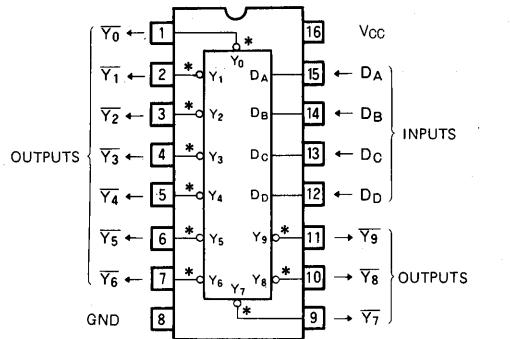 Y0 1 * 16 VCC
Y0
Y1 2 * Y1 DA 15 DA
Y2 3 * Y2 DB 14 DB
INPUTS
Y3 4 * Y3 DC 13 DC
OUTPUTS
Y4 5 * Y4 DD 12 DD
Y5 6 * Y5 Y9 * 11 Y9
Y6 7 * Y6 Y8 * 10 Y8
OUTPUTS
Y7
GND 8 * 9 Y7